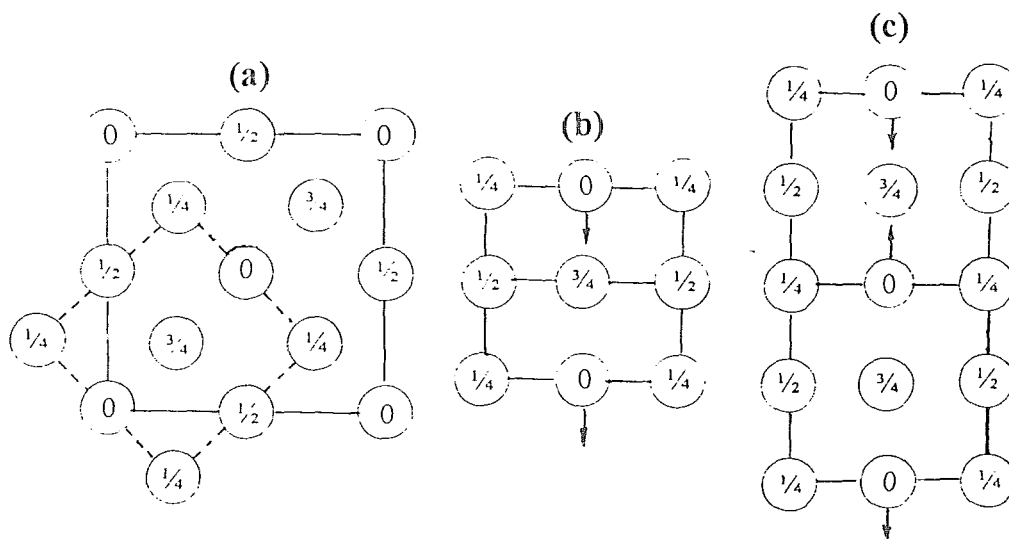 (a)
0 ½ 0
¼ ¾
½ 0 ½
¼ ¾ ¼
0 ½ 0
¼
(b)
¼ 0 ¼
½ ¾ ½
¼ 0 ¼
(c)
¼ 0 ¼
½ ¾ ½
¼ 0 ¼
½ ¾ ½
¼ 0 ¼